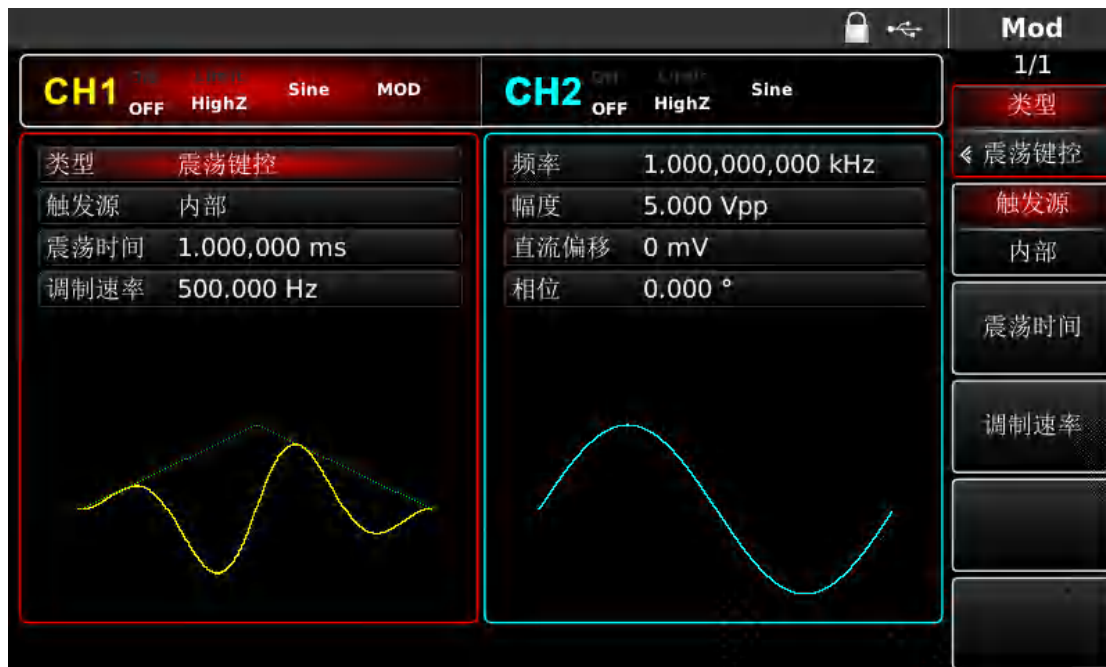 Mod
1/1
CH1 OFF HighZ Sine MOD
CH2 OFF HighZ Sine
类型 震荡键控
触发源 内部
震荡时间 1.000,000 ms
调制速率 500.000 Hz
频率 1.000,000,000 kHz
幅度 5.000 Vpp
直流偏移 0 mV
相位 0.000 °
类型
震荡键控
触发源
内部
震荡时间
调制速率